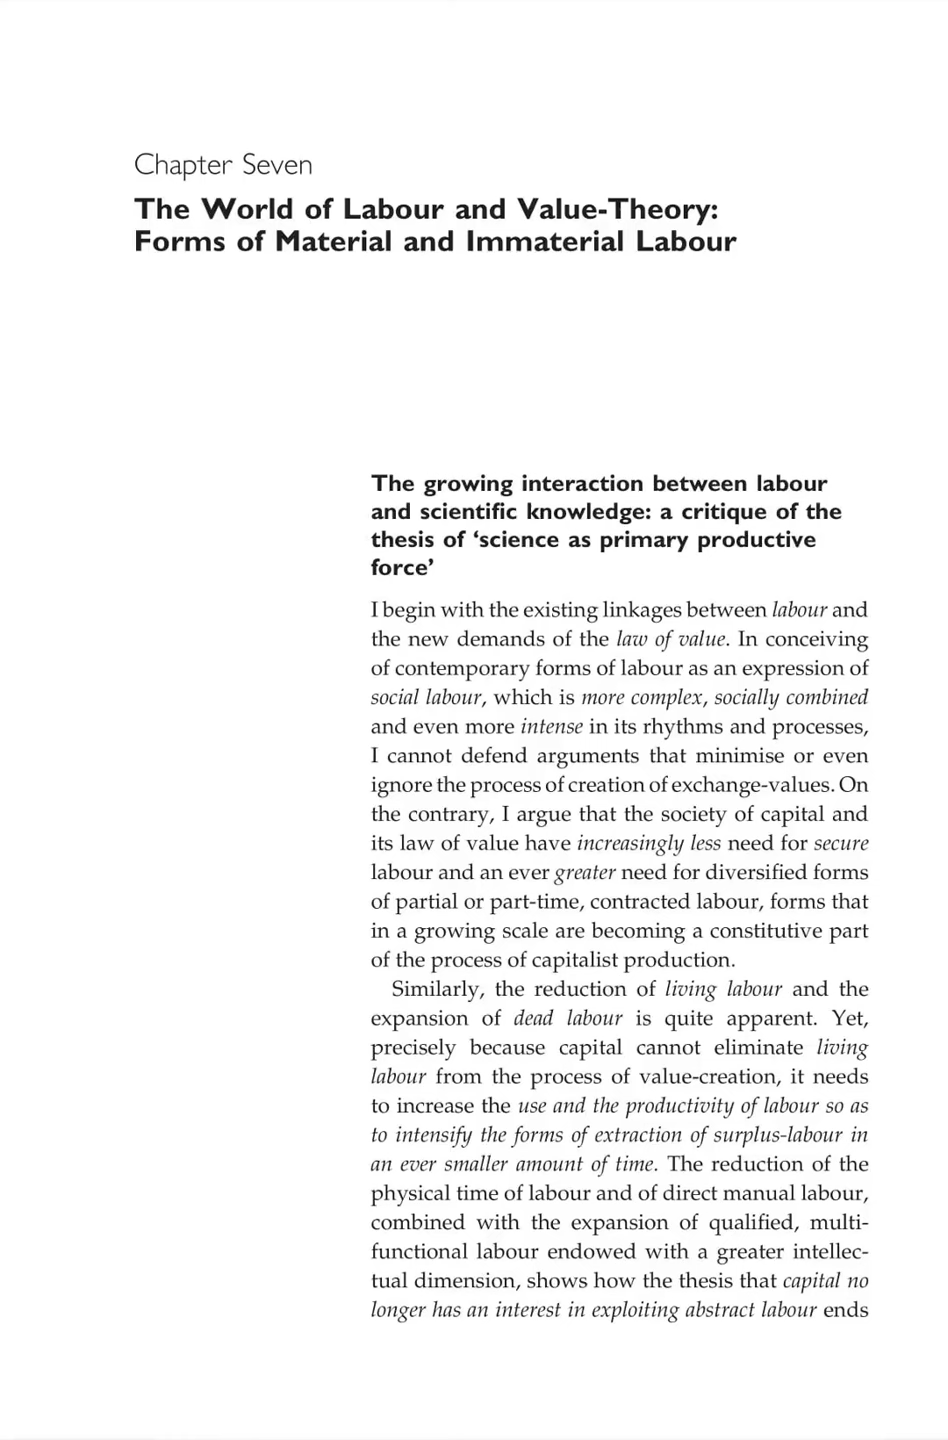 Chapter Seven
The World of Labour and Value-Theory:
Forms of Material and Immaterial Labour
The growing interaction between labour
and scientific knowledge: a critique of the
thesis of ‘science as primary productive
force’
I begin with the existing linkages between labour and
the new demands of the law of value. In conceiving
of contemporary forms of labour as an expression of
social labour, which is more complex, socially combined
and even more intense in its rhythms and processes,
I cannot defend arguments that minimise or even
ignore the process of creation of exchange-values. On
the contrary, I argue that the society of capital and
its law of value have increasingly less need for secure
labour and an ever greater need for diversified forms
of partial or part-time, contracted labour, forms that
in a growing scale are becoming a constitutive part
of the process of capitalist production.
Similarly, the reduction of living labour and the
expansion of dead labour is quite apparent. Yet,
precisely because capital cannot eliminate living
labour from the process of value-creation, it needs
to increase the use and the productivity of labour so as
to intensify the forms of extraction of surplus-labour in
an ever smaller amount of time. The reduction of the
physical time of labour and of direct manual labour,
combined with the expansion of qualified, multi-
functional labour endowed with a greater intellec-
tual dimension, shows how the thesis that capital no
longer has an interest in exploiting abstract labour ends